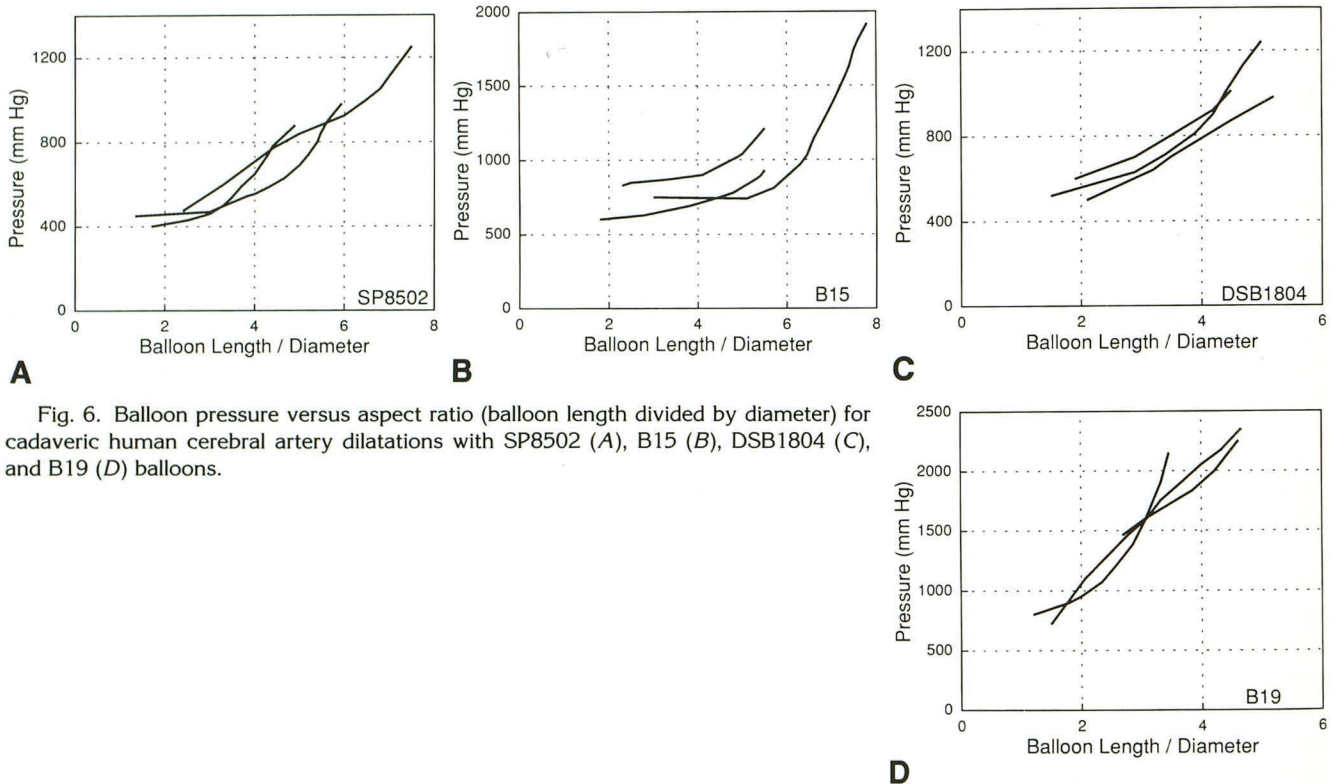 1200
800
400
0
Pressure (mm Hg)
0 2 4 6 8
Balloon Length / Diameter
SP8502
A
2000
1500
1000
500
0
Pressure (mm Hg)
0 2 4 6 8
Balloon Length / Diameter
B15
B
1200
800
400
0
Pressure (mm Hg)
0 2 4 6
Balloon Length / Diameter
DSB1804
C
Fig. 6. Balloon pressure versus aspect ratio (balloon length divided by diameter) for
cadaveric human cerebral artery dilatations with SP8502 (A), B15 (B), DSB1804 (C),
and B19 (D) balloons.
2500
2000
1500
1000
500
0
Pressure (mm Hg)
0 2 4 6
Balloon Length / Diameter
B19
D